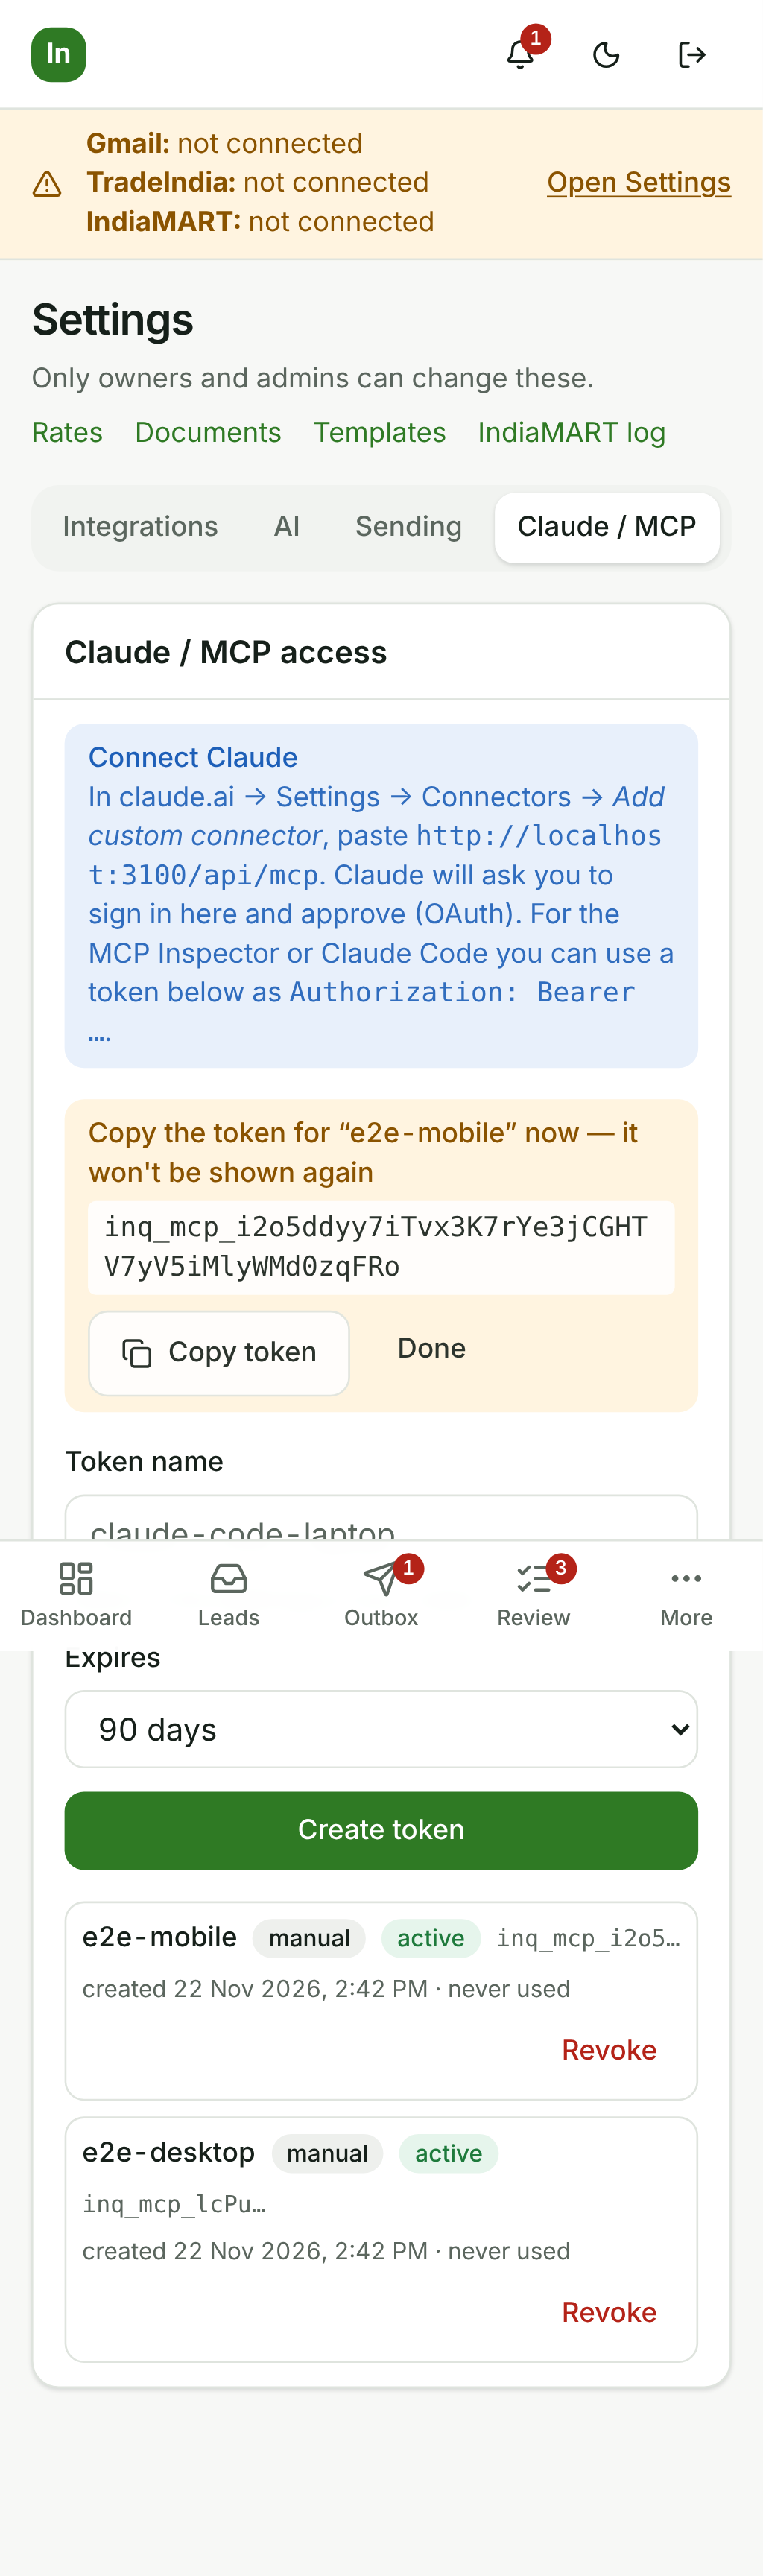 In
1
Gmail: not connected
TradeIndia: not connected
IndiaMART: not connected
Open Settings
Settings
Only owners and admins can change these.
Rates Documents Templates IndiaMART log
Integrations AI Sending Claude / MCP
Claude / MCP access
Connect Claude
In claude.ai → Settings → Connectors → Add
custom connector, paste http://localhos
t:3100/api/mcp. Claude will ask you to
sign in here and approve (OAuth). For the
MCP Inspector or Claude Code you can use a
token below as Authorization: Bearer
….
Copy the token for “e2e-mobile” now — it
won't be shown again
inq_mcp_i2o5ddyy7iTvx3K7rYe3jCGHT
V7yV5iMlyWMd0zqFRo
Copy token Done
Token name
claude-code-laptop
1 3
Dashboard Leads Outbox Review More
Expires
90 days
Create token
e2e-mobile manual active inq_mcp_i2o5…
created 22 Nov 2026, 2:42 PM · never used
Revoke
e2e-desktop manual active
inq_mcp_lcPu…
created 22 Nov 2026, 2:42 PM · never used
Revoke